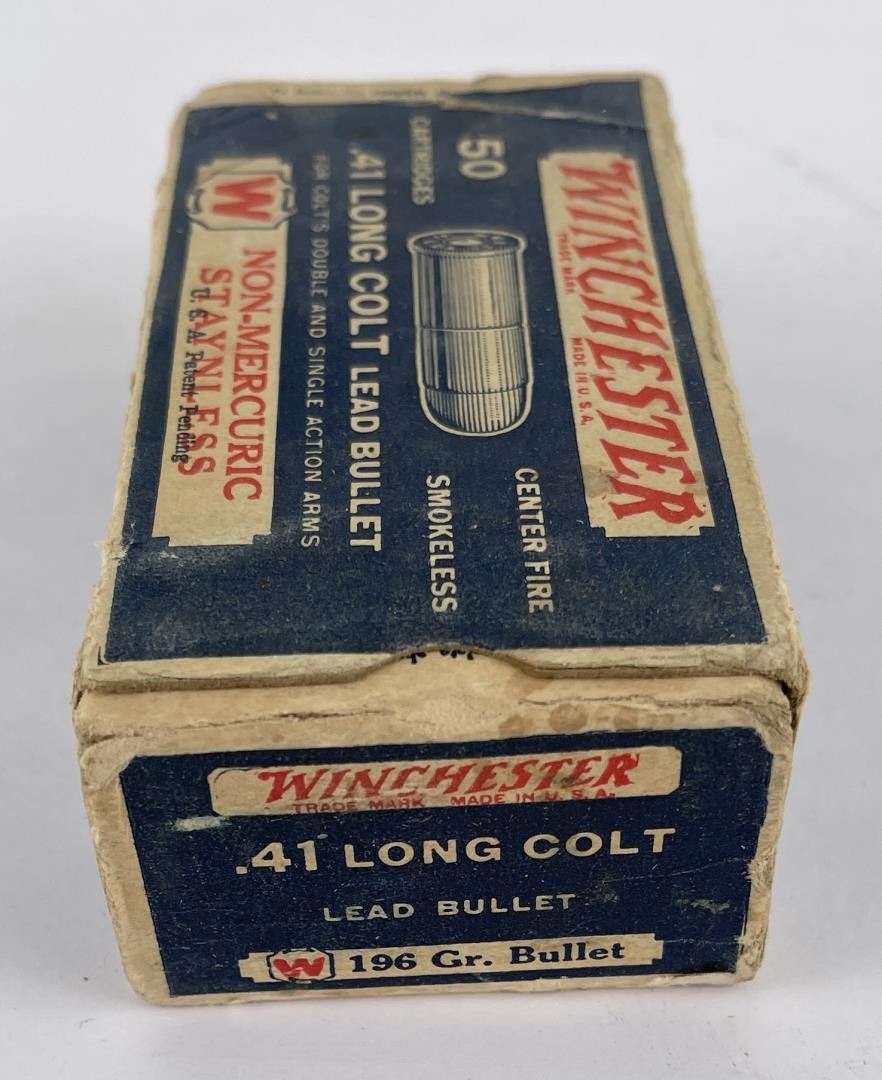 WINCHESTER
TRADE MARK MADE IN U.S.A.
50
CARTRIDGES
CENTER FIRE
SMOKELESS
.41 LONG COLT LEAD BULLET
FOR COLT'S DOUBLE AND SINGLE ACTION ARMS
W
NON-MERCURIC
STAYNLESS
U. S. A. Patent Pending
WINCHESTER
TRADE MARK MADE IN U.S.A.
.41 LONG COLT
LEAD BULLET
W 196 Gr. Bullet